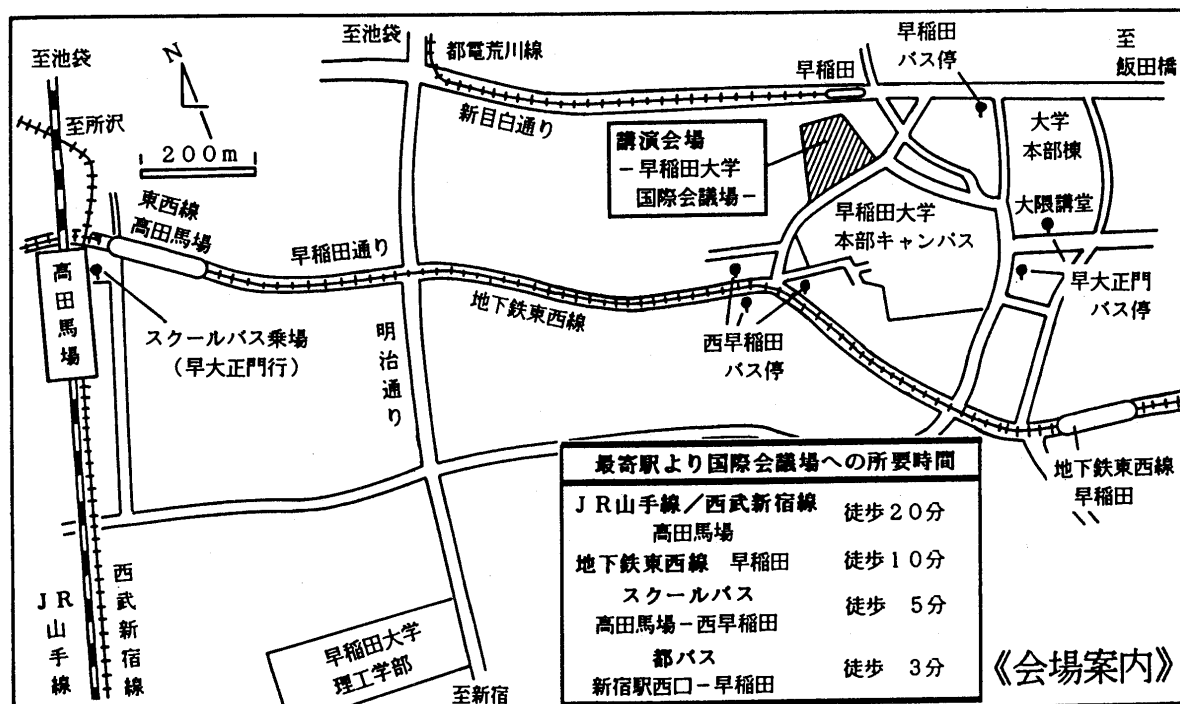 至池袋
至池袋
都電荒川線
早稲田
早稲田
バス停
至
飯田橋
N
至所沢
新目白通り
200m
講演会場
－早稲田大学
国際会議場－
大学
本部棟
東西線
高田馬場
早稲田大学
本部キャンパス
大隈講堂
早稲田通り
高田馬場
地下鉄東西線
早大正門
バス停
スクールバス乗場
（早大正門行）
明治通り
西早稲田
バス停
最寄駅より国際会議場への所要時間
ＪＲ山手線／西武新宿線 徒歩20分
高田馬場
地下鉄東西線 早稲田 徒歩10分
スクールバス 徒歩 5分
高田馬場－西早稲田
都バス 徒歩 3分
新宿駅西口－早稲田
地下鉄東西線
早稲田
ＪＲ山手線
西武新宿線
早稲田大学
理工学部
至新宿
《会場案内》